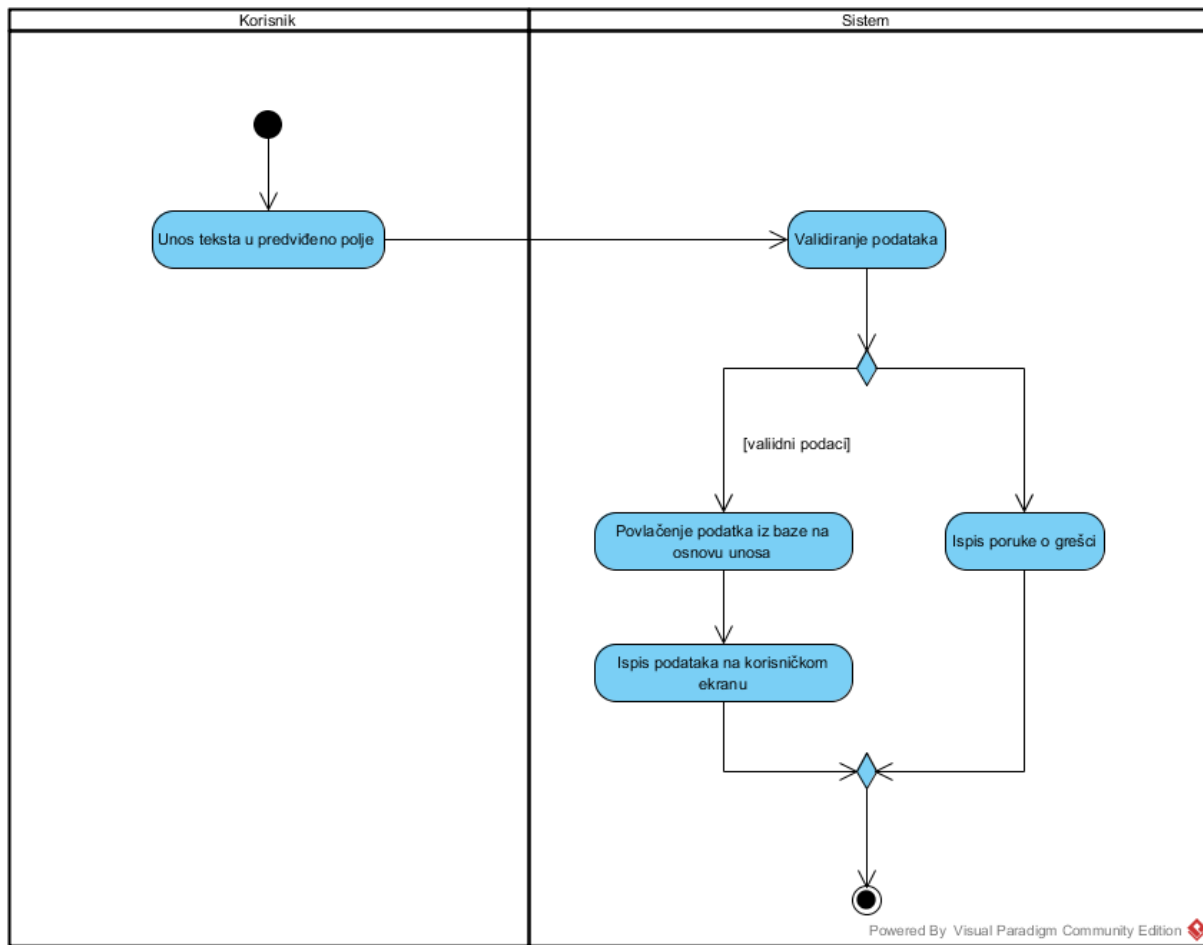 Korisnik
Sistem
Unos teksta u predviđeno polje
Validiranje podataka
[valiidni podaci]
Povlačenje podatka iz baze na
osnovu unosa
Ispis poruke o grešci
Ispis podataka na korisničkom
ekranu
Powered By Visual Paradigm Community Edition